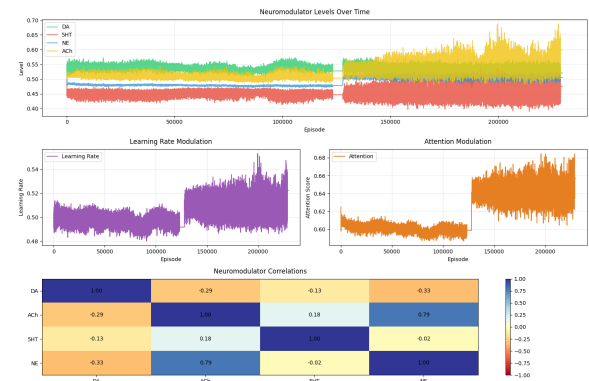 Neuromodulator Levels Over Time
Level
0.70
0.65
0.60
0.55
0.50
0.45
0.40
DA
5HT
NE
ACh
0 50000 100000 150000 200000
Episode
Learning Rate Modulation
Learning Rate
0.54
0.52
0.50
0.48
Learning Rate
0 50000 100000 150000 200000
Episode
Attention Modulation
Attention Score
0.68
0.66
0.64
0.62
0.60
Attention
0 50000 100000 150000 200000
Episode
Neuromodulator Correlations
DA 1.00 -0.29 -0.13 -0.33
ACh -0.29 1.00 0.18 0.79
5HT -0.13 0.18 1.00 -0.02
NE -0.33 0.79 -0.02 1.00
DA ACh 5HT NE
1.00
0.75
0.50
0.25
0.00
−0.25
−0.50
−0.75
−1.00